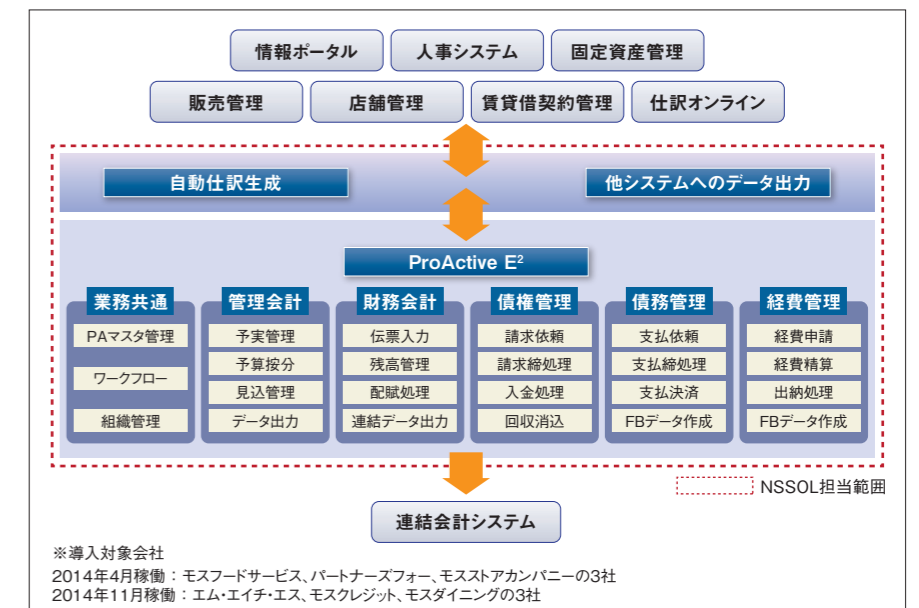 情報ポータル 人事システム 固定資産管理
販売管理 店舗管理 賃貸借契約管理 仕訳オンライン
自動仕訳生成 他システムへのデータ出力
ProActive E²
業務共通 管理会計 財務会計 債権管理 債務管理 経費管理
PAマスタ管理 予実管理 伝票入力 請求依頼 支払依頼 経費申請
予算按分 残高管理 請求締処理 支払締処理 経費精算
ワークフロー
見込管理 配賦処理 入金処理 支払決済 出納処理
組織管理 データ出力 連結データ出力 回収消込 FBデータ作成 FBデータ作成
NSSOL担当範囲
連結会計システム
※導入対象会社
2014年4月稼働：モスフードサービス、パートナーズフォー、モスストアカンパニーの3社
2014年11月稼働：エム・エイチ・エス、モスクレジット、モスダイニングの3社